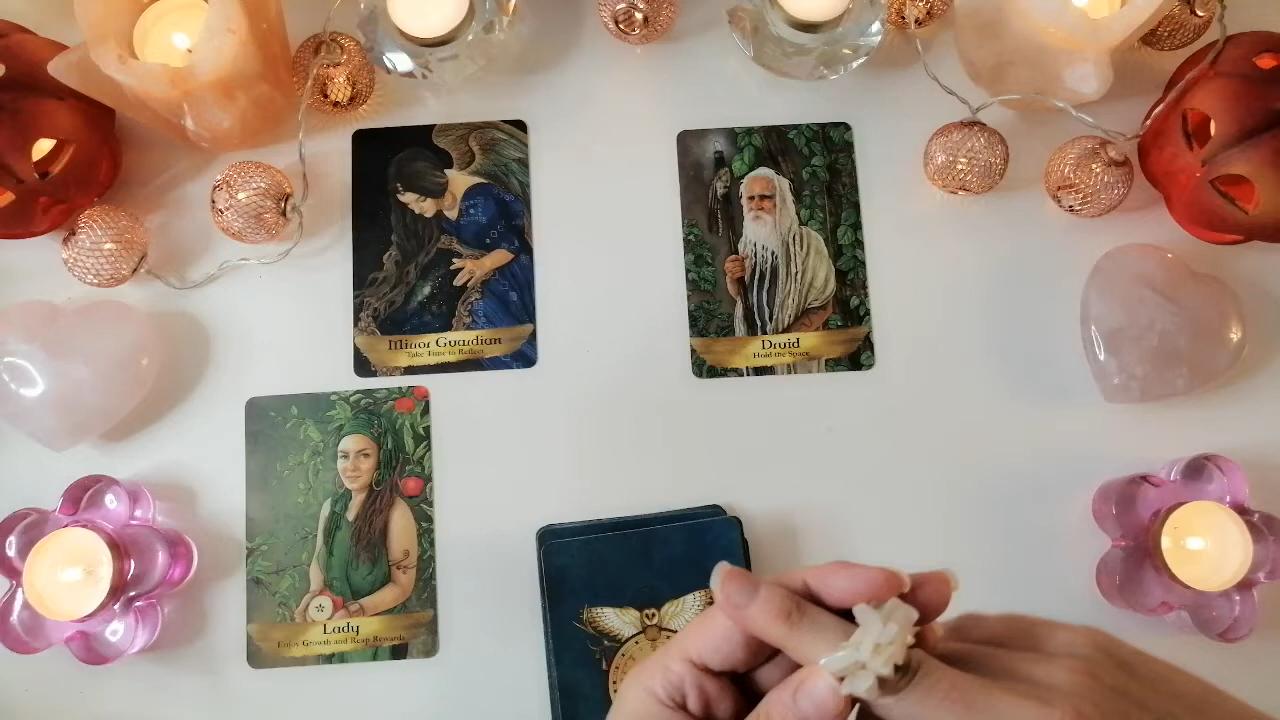 Mirror Guardian
Take Time to Reflect
Druid
Hold the Space
Lady
Enjoy Growth and Reap Rewards